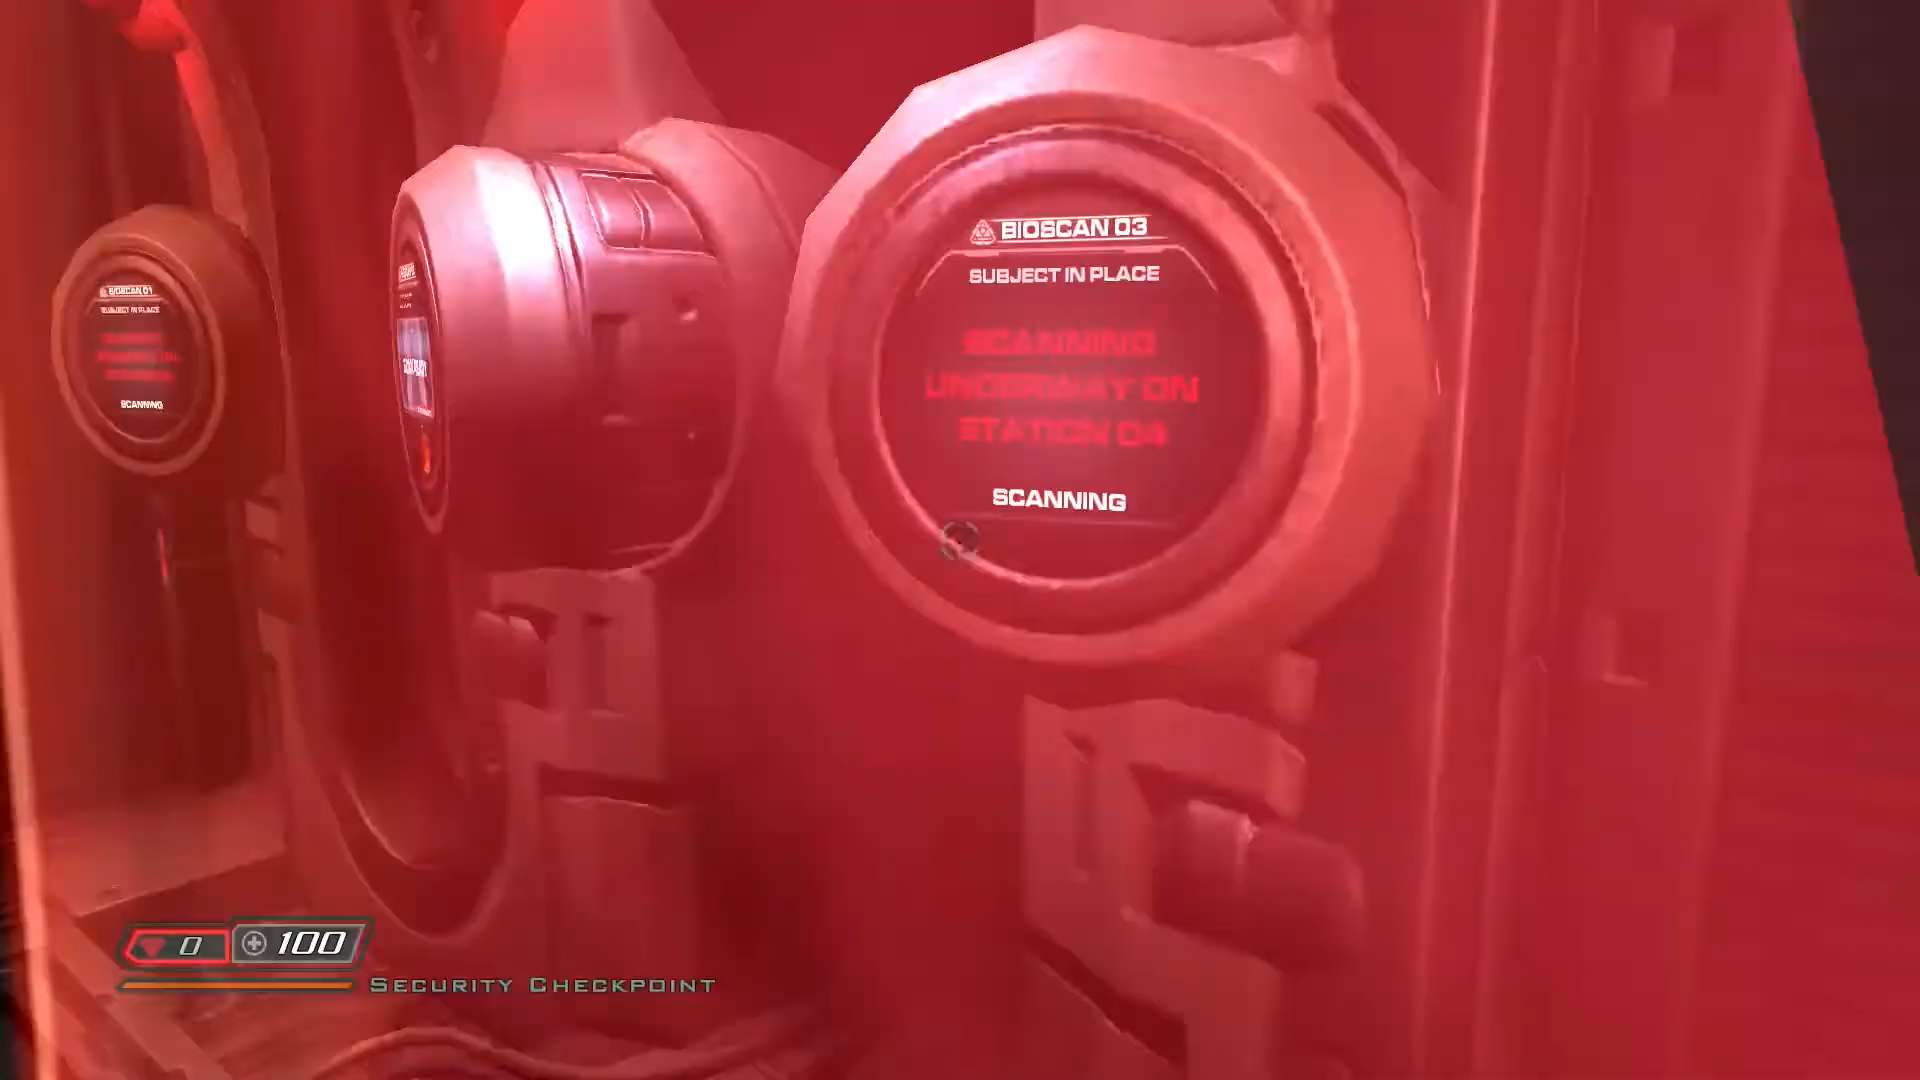 BIOSCAN 01
SUBJECT IN PLACE
SCANNING
BIOSCAN 03
SUBJECT IN PLACE
SCANNING
UNDERWAY ON
STATION 04
SCANNING
0
100
SECURITY CHECKPOINT